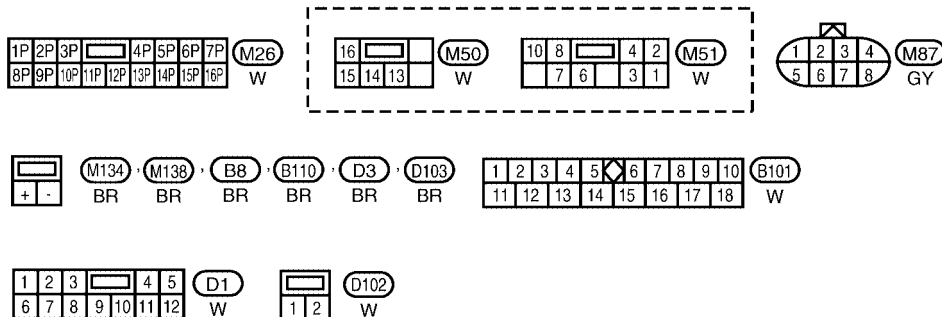 1P 2P 3P 4P 5P 6P 7P M26
8P 9P 10P 11P 12P 13P 14P 15P 16P W
16 M50
15 14 13 W
10 8 4 2 M51
7 6 3 1 W
1 2 3 4 M87
5 6 7 8 GY
M134 , M138 , B8 , B110 , D3 , D103
+ - BR BR BR BR BR BR
1 2 3 4 5 6 7 8 9 10 B101
11 12 13 14 15 16 17 18 W
1 2 3 4 5 D1
6 7 8 9 10 11 12 W
D102
1 2 W